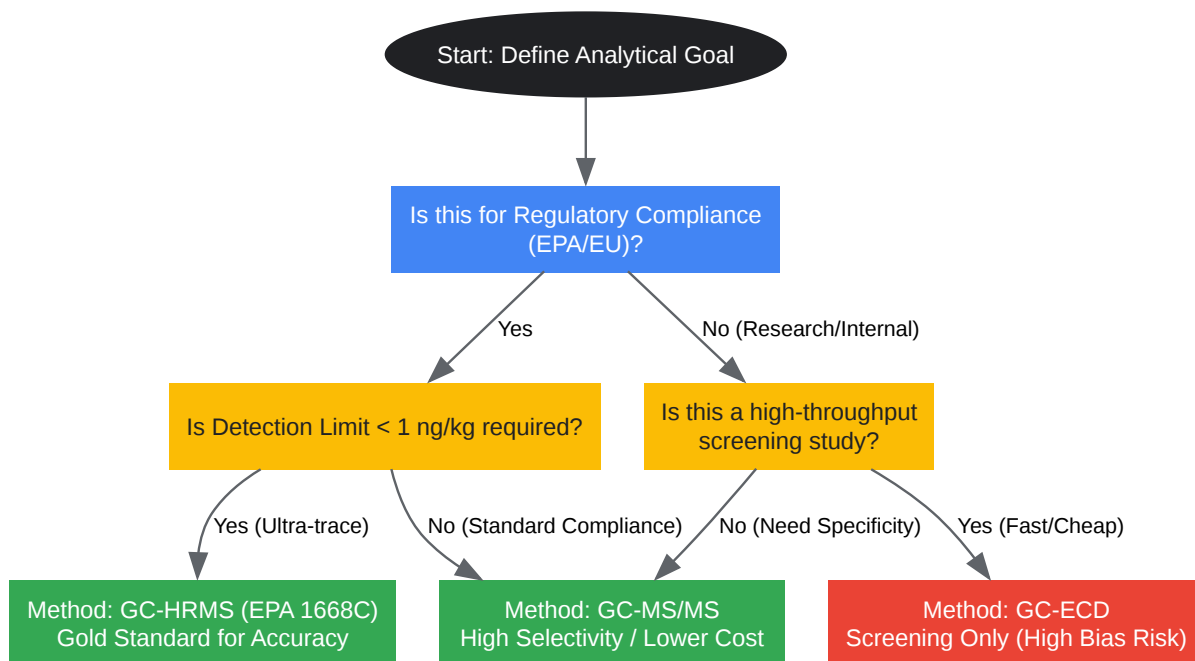 Start: Define Analytical Goal
Is this for Regulatory Compliance
(EPA/EU)?
Yes
No (Research/Internal)
Is Detection Limit < 1 ng/kg required?
Is this a high-throughput
screening study?
Yes (Ultra-trace)
No (Standard Compliance)
No (Need Specificity)
Yes (Fast/Cheap)
Method: GC-HRMS (EPA 1668C)
Gold Standard for Accuracy
Method: GC-MS/MS
High Selectivity / Lower Cost
Method: GC-ECD
Screening Only (High Bias Risk)